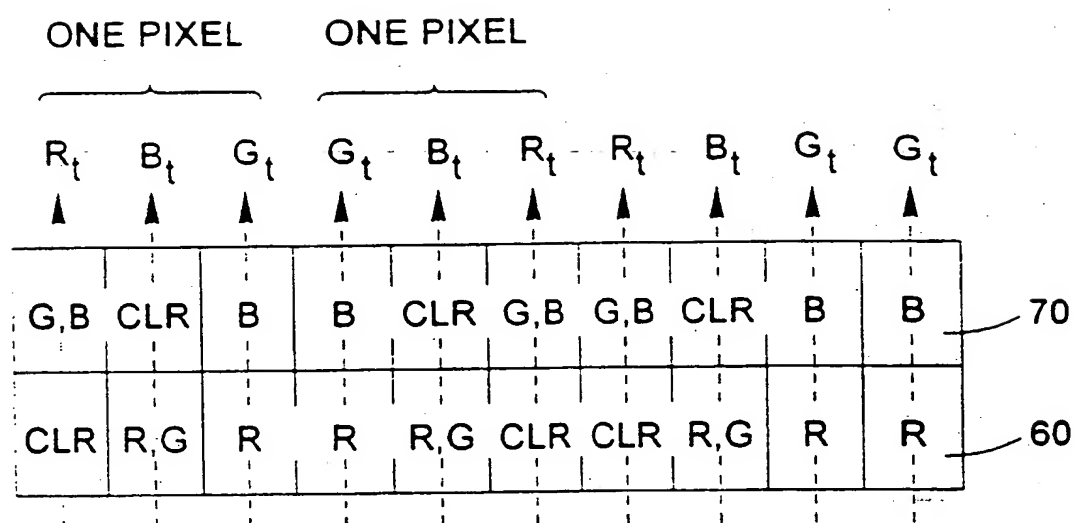 ONE PIXEL ONE PIXEL
Rt Bt Gt Gt Bt Rt Rt Bt Gt Gt
G,B CLR B B CLR G,B G,B CLR B B 70
CLR R,G R R R,G CLR CLR R,G R R 60